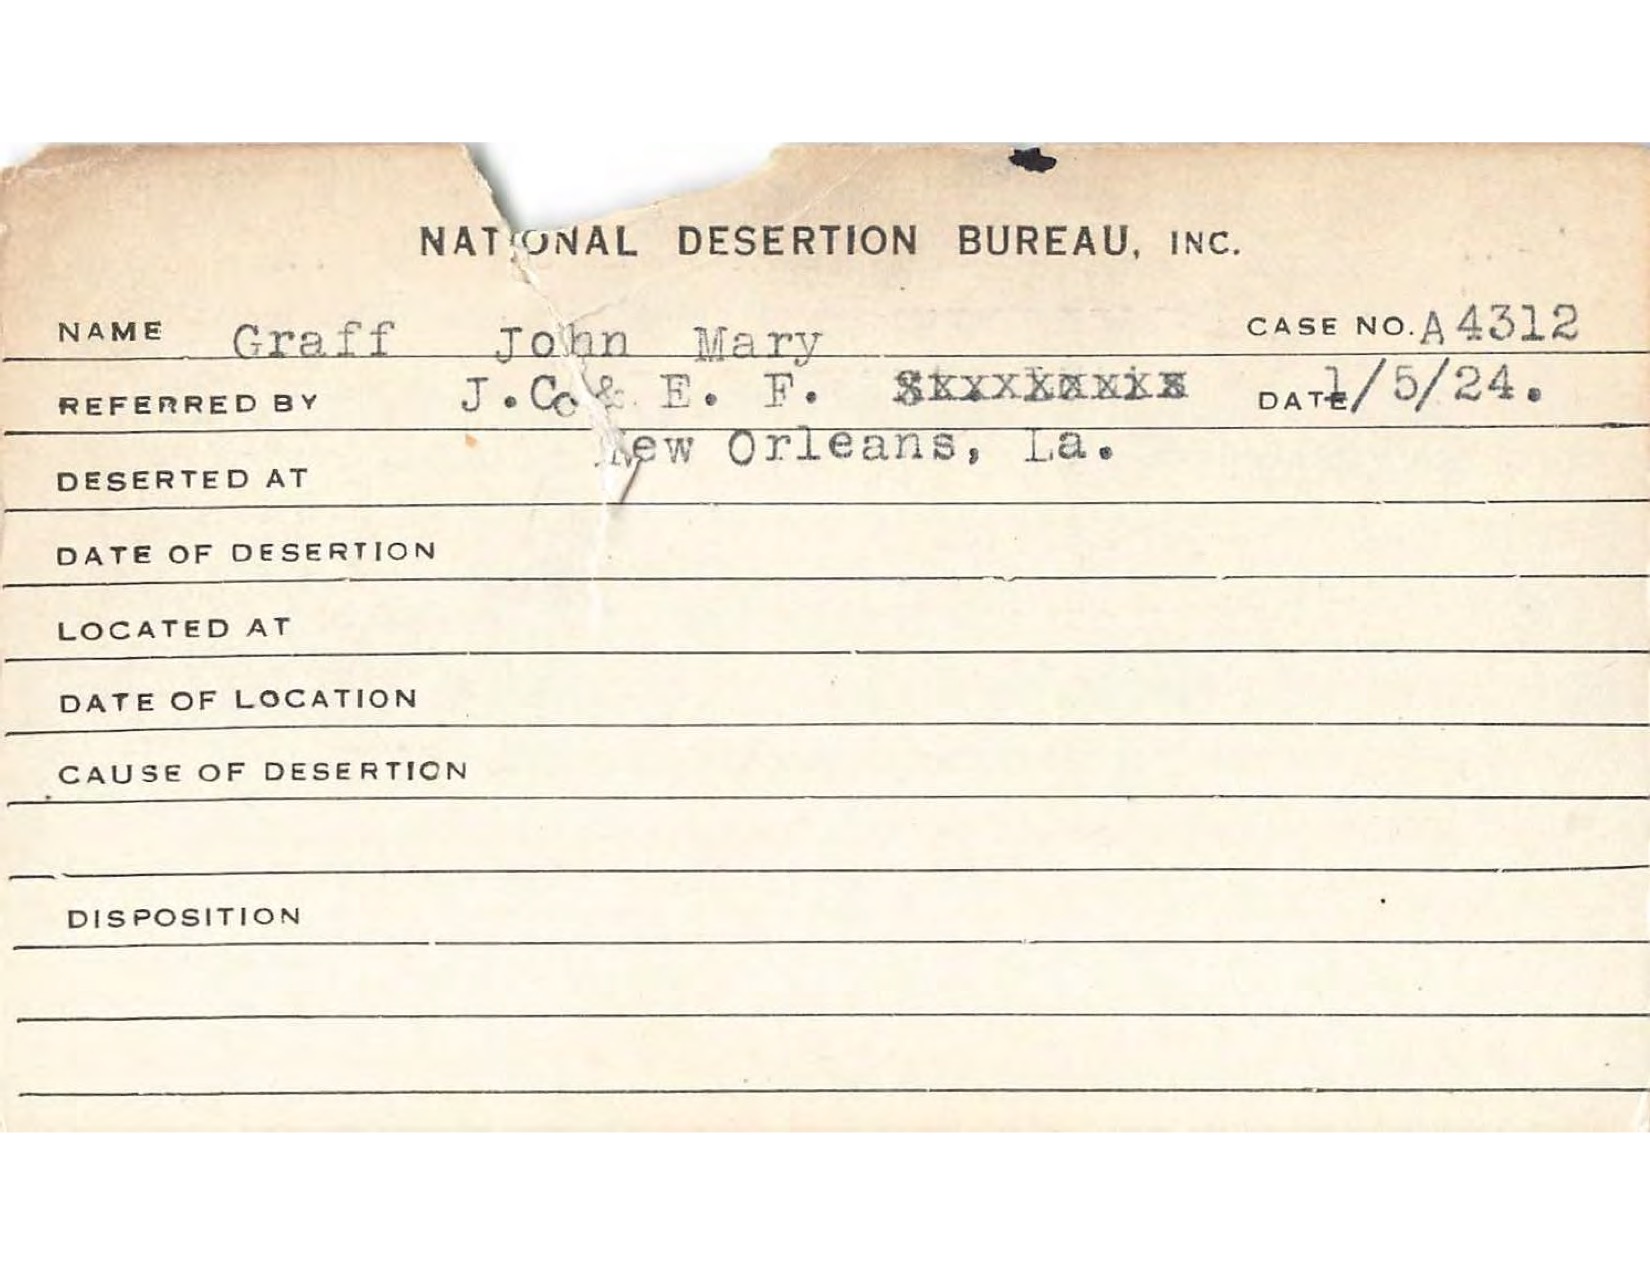 NATIONAL DESERTION BUREAU, INC.
NAME Graff John Mary CASE NO. A4312
REFERRED BY J.C. & E. F. DATE 1/5/24.
New Orleans, La.
DESERTED AT
DATE OF DESERTION
LOCATED AT
DATE OF LOCATION
CAUSE OF DESERTION
DISPOSITION